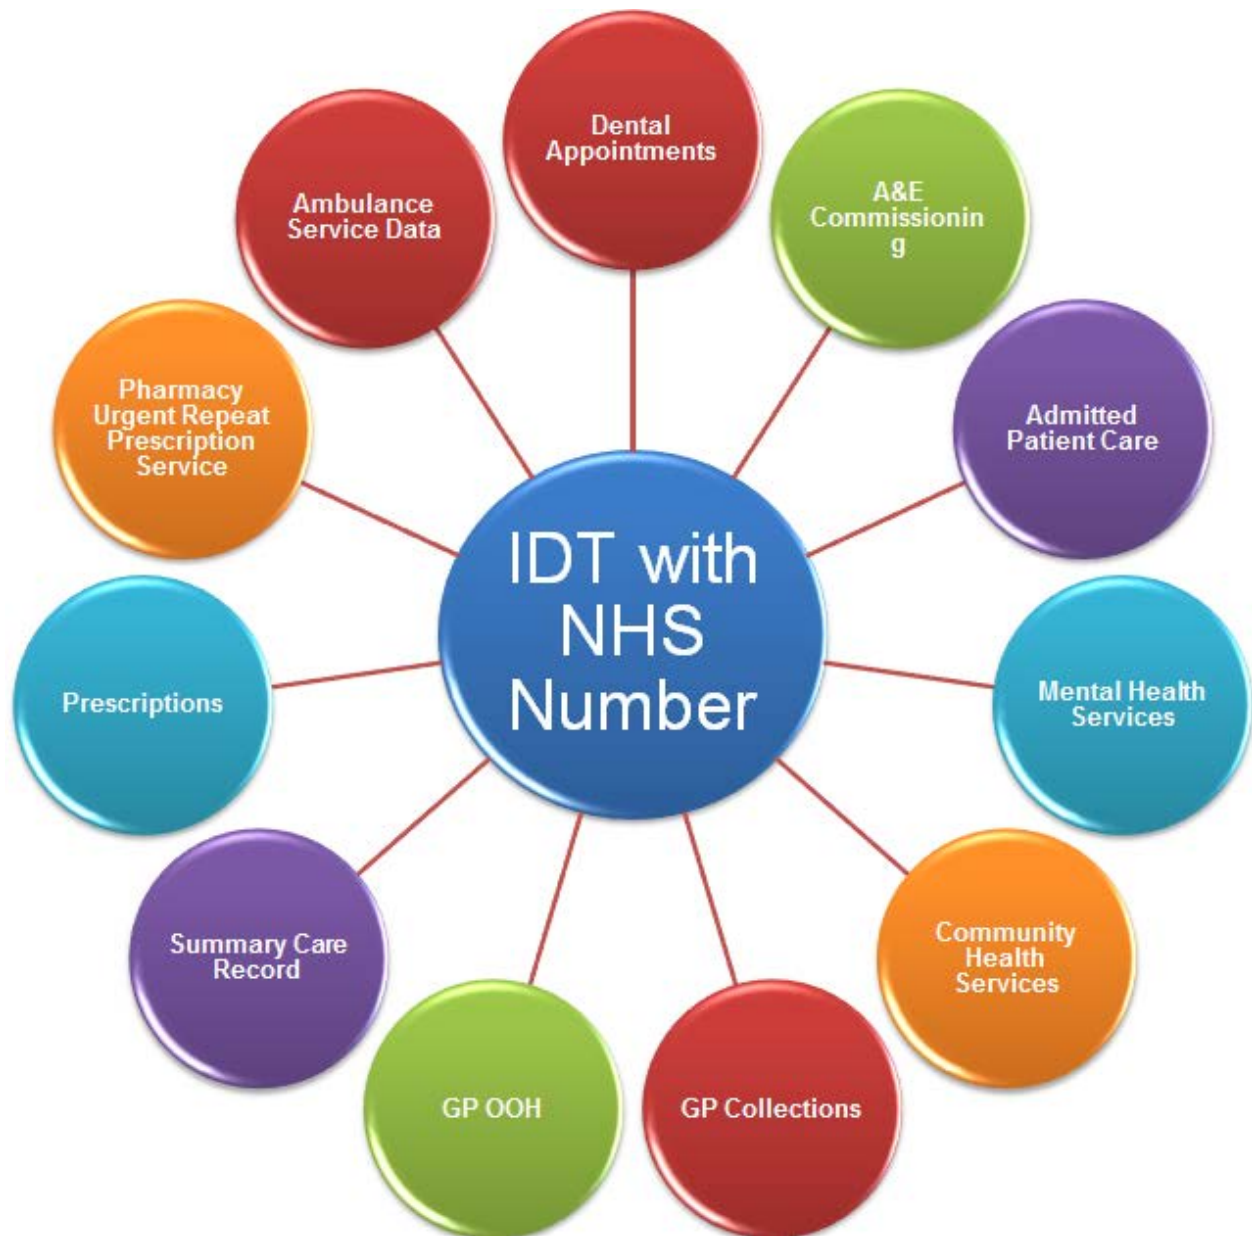 Dental
Appointments
A&E
Commissionin
g
Admitted
Patient Care
Mental Health
Services
Community
Health
Services
GP Collections
GP OOH
Summary Care
Record
Prescriptions
Pharmacy
Urgent Repeat
Prescription
Service
Ambulance
Service Data
IDT with
NHS
Number